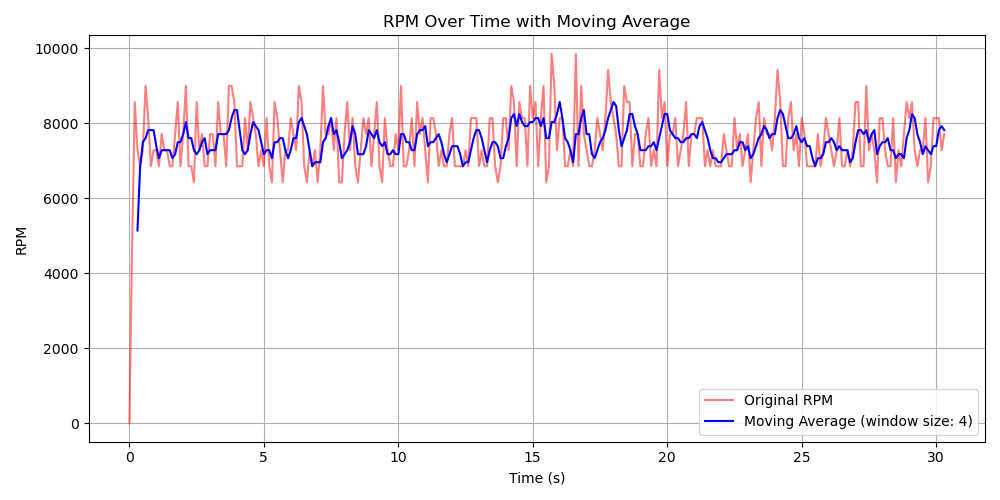 RPM Over Time with Moving Average
10000
8000
6000
4000
2000
0
RPM
0 5 10 15 20 25 30
Time (s)
Original RPM
Moving Average (window size: 4)